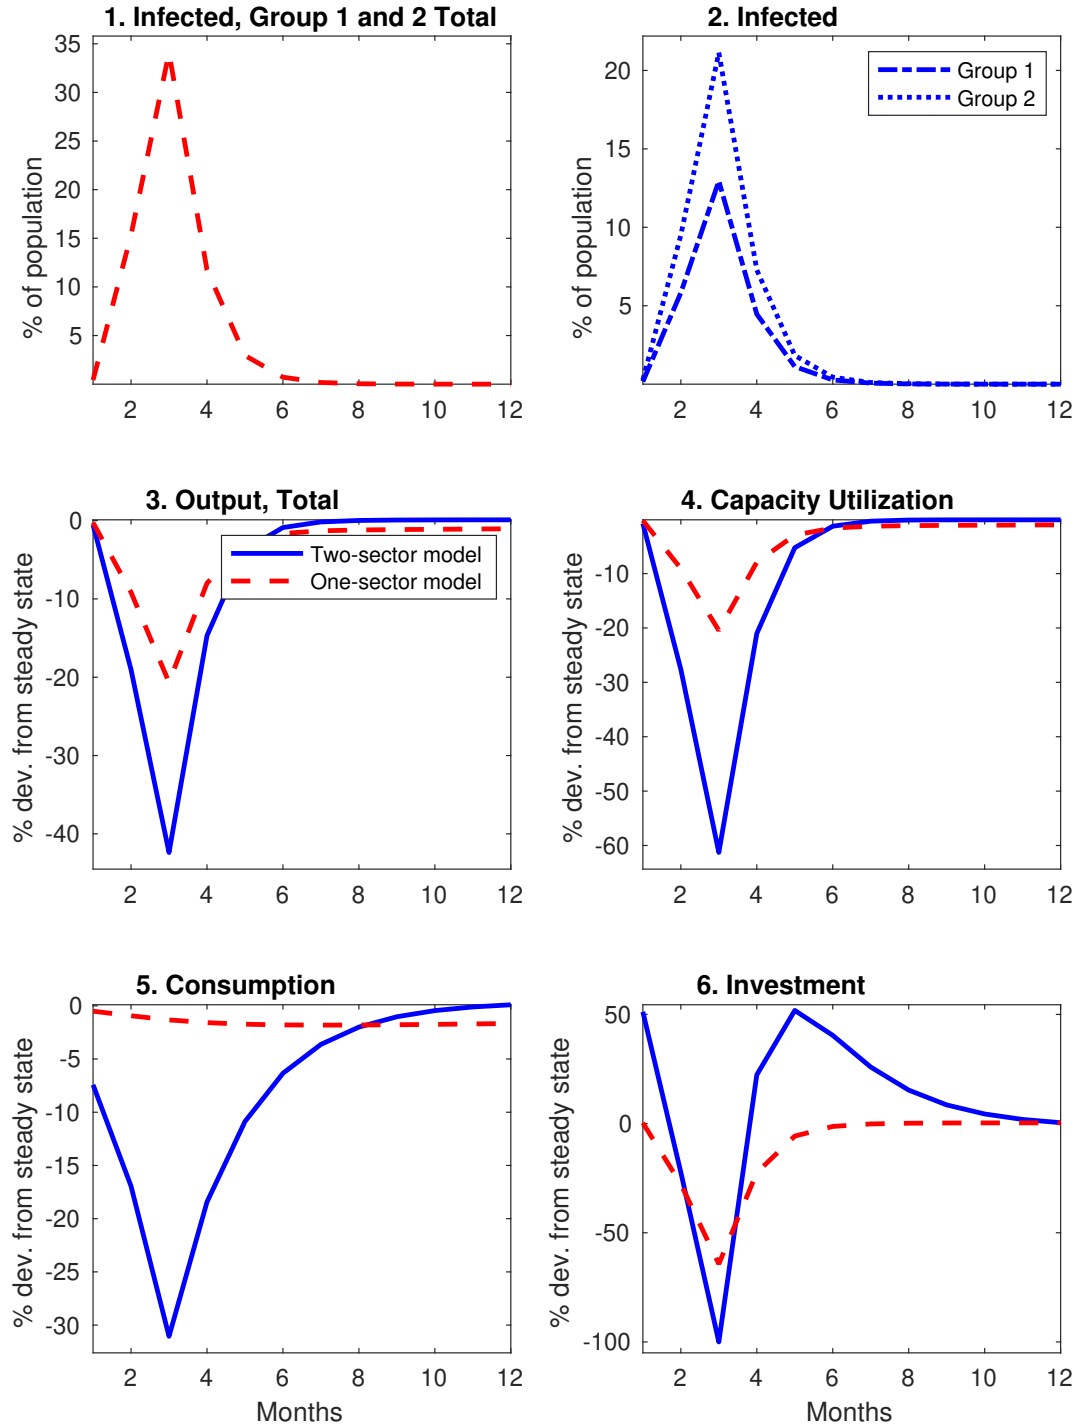 1. Infected, Group 1 and 2 Total
% of population
35
30
25
20
15
10
5
2 4 6 8 10 12
2. Infected
% of population
20
15
10
5
Group 1
Group 2
2 4 6 8 10 12
3. Output, Total
% dev. from steady state
0
-10
-20
-30
-40
Two-sector model
One-sector model
2 4 6 8 10 12
4. Capacity Utilization
% dev. from steady state
-10
-20
-30
-40
-50
-60
2 4 6 8 10 12
5. Consumption
% dev. from steady state
0
-5
-10
-15
-20
-25
-30
2 4 6 8 10 12
Months
6. Investment
% dev. from steady state
50
0
-50
-100
2 4 6 8 10 12
Months